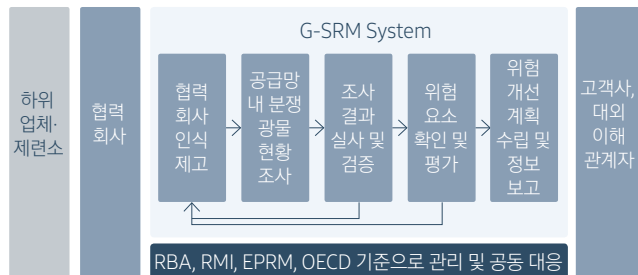 G-SRM System
하위
업체·
제련소
협력
회사
협력
회사
인식
제고
공급망
내 분쟁
광물
현황
조사
조사
결과
실사 및
검증
위험
요소
확인 및
평가
위험
개선
계획
수립 및
정보
보고
고객사,
대외
이해
관계자
RBA, RMI, EPRM, OECD 기준으로 관리 및 공동 대응